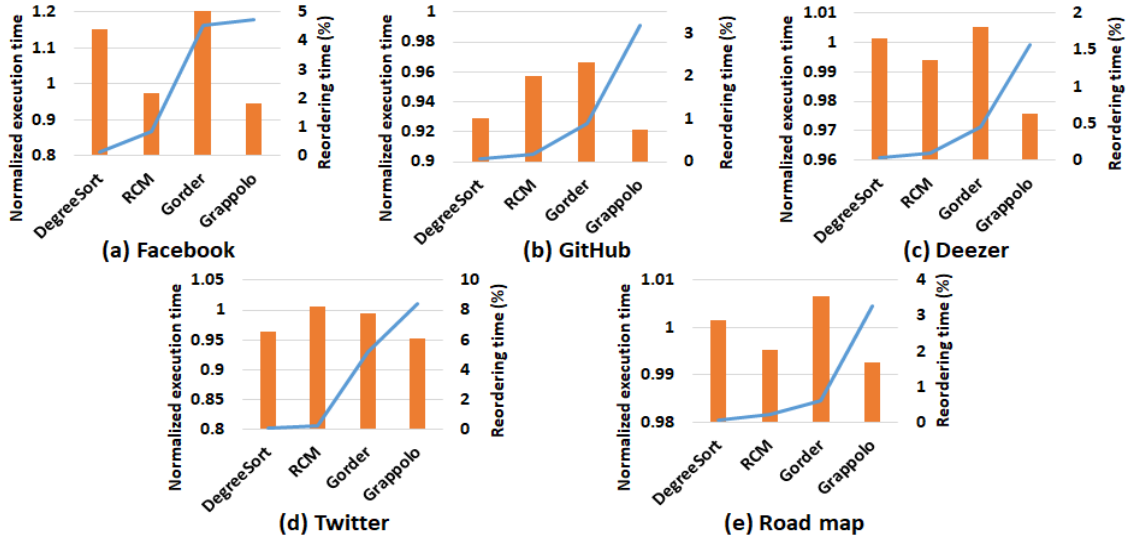 Normalized execution time
1.2
1.1
1
0.9
0.8
5
4
3
2
1
0
Reordering time (%)
DegreeSort
RCM
Gorder
Grappolo
(a) Facebook
Normalized execution time
1
0.98
0.96
0.94
0.92
0.9
3
2
1
0
Reordering time (%)
DegreeSort
RCM
Gorder
Grappolo
(b) GitHub
Normalized execution time
1.01
1
0.99
0.98
0.97
0.96
2
1.5
1
0.5
0
Reordering time (%)
DegreeSort
RCM
Gorder
Grappolo
(c) Deezer
Normalized execution time
1.05
1
0.95
0.9
0.85
0.8
10
8
6
4
2
0
Reordering time (%)
DegreeSort
RCM
Gorder
Grappolo
(d) Twitter
Normalized execution time
1.01
1
0.99
0.98
4
3
2
1
0
Reordering time (%)
DegreeSort
RCM
Gorder
Grappolo
(e) Road map